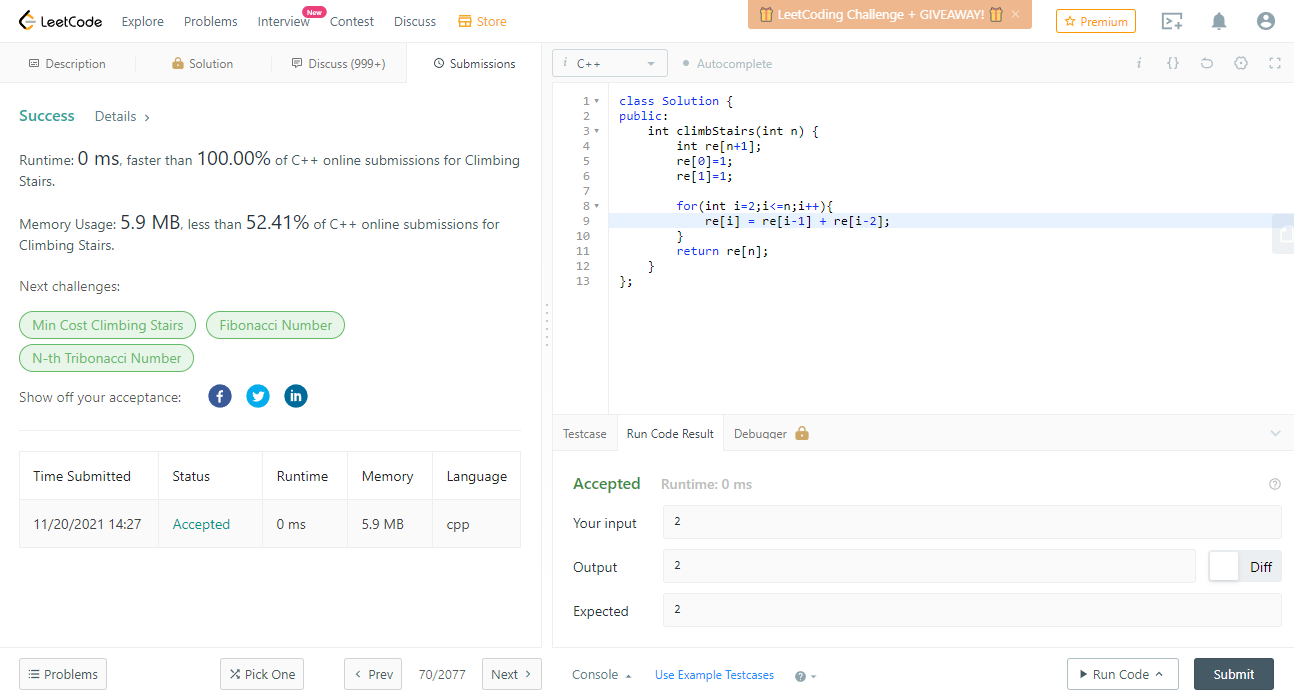 LeetCode Explore Problems Interview New Contest Discuss Store LeetCoding Challenge + GIVEAWAY! × Premium
Description Solution Discuss (999+) Submissions
Success Details >
Runtime: 0 ms, faster than 100.00% of C++ online submissions for Climbing
Stairs.
Memory Usage: 5.9 MB, less than 52.41% of C++ online submissions for
Climbing Stairs.
Next challenges:
Min Cost Climbing Stairs Fibonacci Number
N-th Tribonacci Number
Show off your acceptance:
Time Submitted Status Runtime Memory Language
11/20/2021 14:27 Accepted 0 ms 5.9 MB cpp
Problems Pick One < Prev 70/2077 Next >
i C++ Autocomplete i {}
1 class Solution {
2 public:
3 int climbStairs(int n) {
4 int re[n+1];
5 re[0]=1;
6 re[1]=1;
7
8 for(int i=2;i<=n;i++){
9 re[i] = re[i-1] + re[i-2];
10 }
11 return re[n];
12 }
13 };
Testcase Run Code Result Debugger
Accepted Runtime: 0 ms ?
Your input 2
Output 2 Diff
Expected 2
Console Use Example Testcases ? Run Code Submit